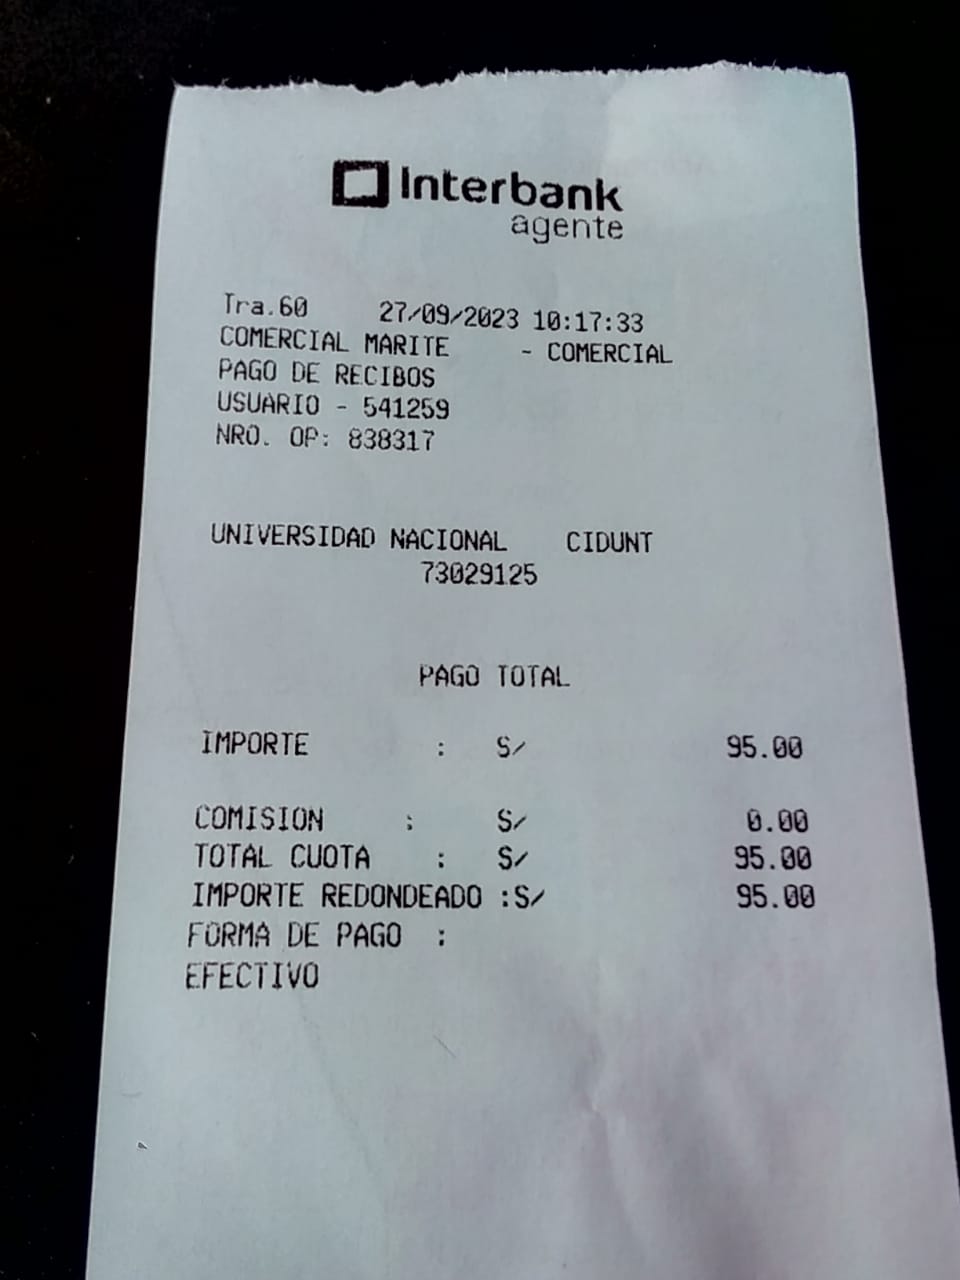 Interbank
agente
Tra.60 27/09/2023 10:17:33
COMERCIAL MARITE - COMERCIAL
PAGO DE RECIBOS
USUARIO - 541259
NRO. OP: 838317
UNIVERSIDAD NACIONAL CIDUNT
73029125
PAGO TOTAL
IMPORTE : S/ 95.00
COMISION : S/ 0.00
TOTAL CUOTA : S/ 95.00
IMPORTE REDONDEADO :S/ 95.00
FORMA DE PAGO :
EFECTIVO